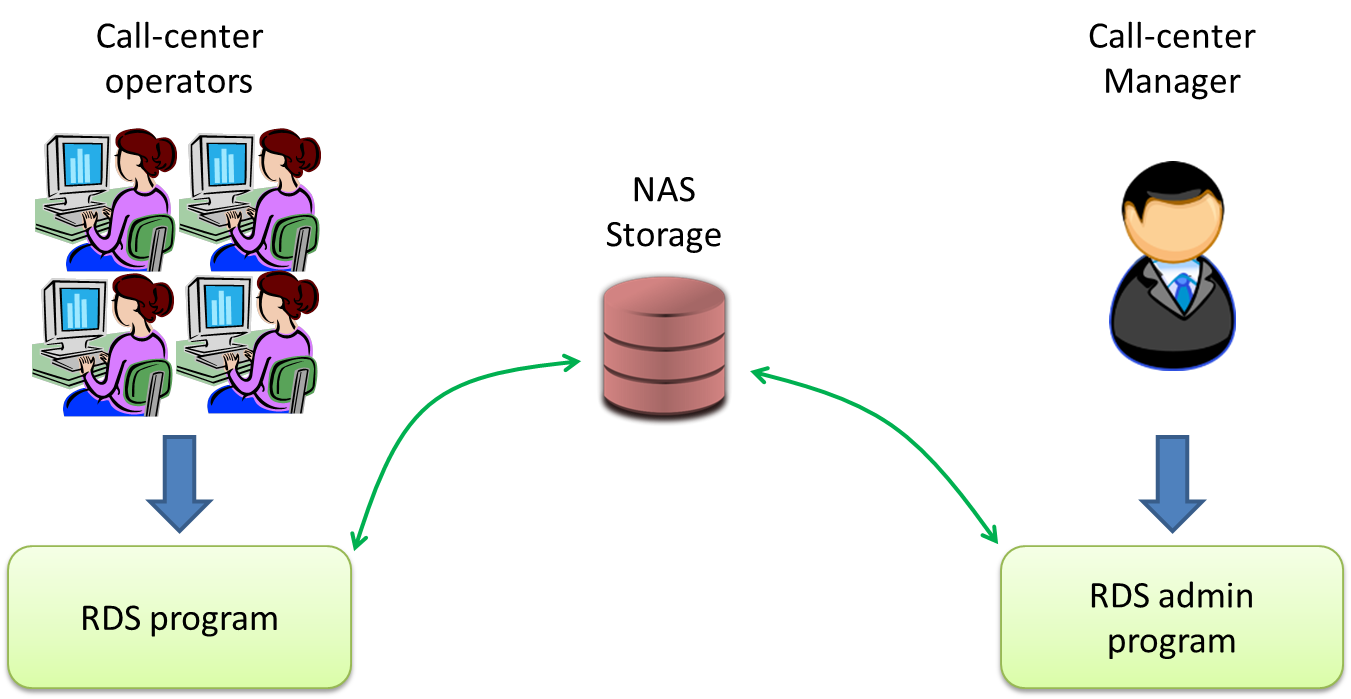 Call-center
operators
Call-center
Manager
NAS
Storage
RDS program
RDS admin
program